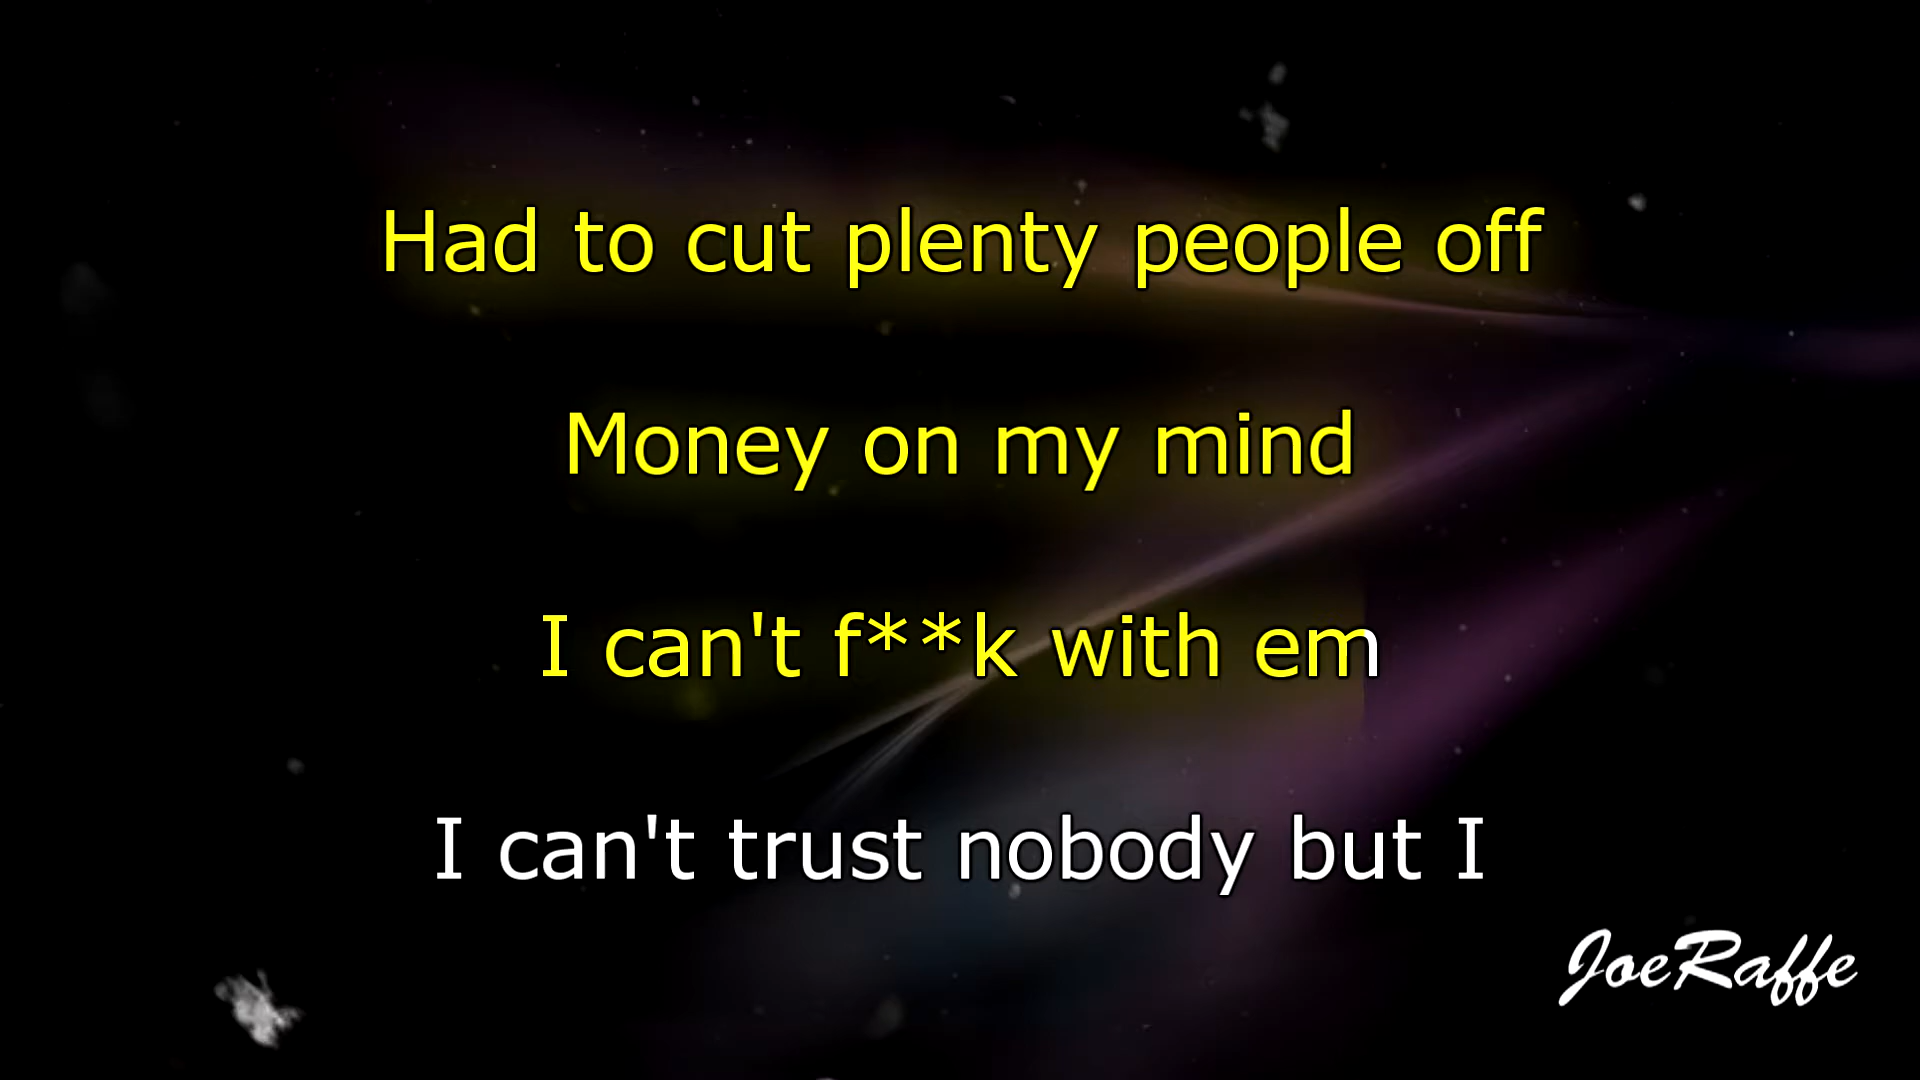 Had to cut plenty people off
Money on my mind
I can't f**k with em
I can't trust nobody but I
JoeRaffe